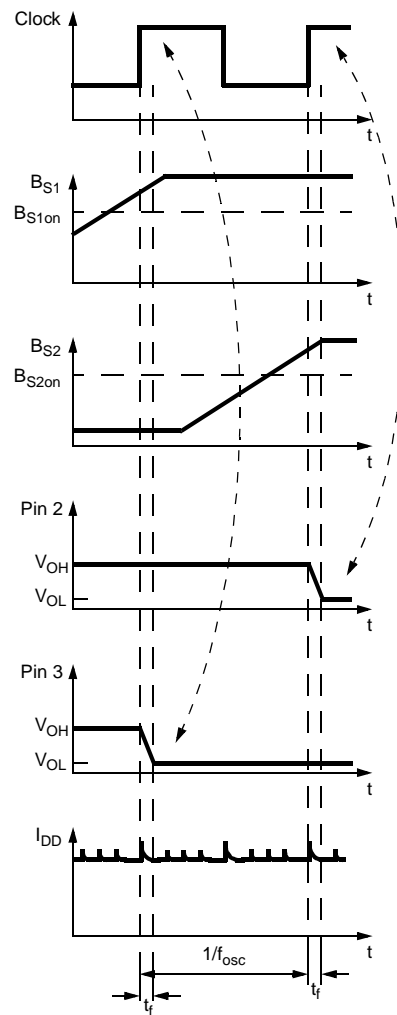 Clock
t
B_S1
B_S1on
t
B_S2
B_S2on
t
Pin 2
V_OH
V_OL
t
Pin 3
V_OH
V_OL
t
I_DD
t
1/f_osc
t_f
t_f